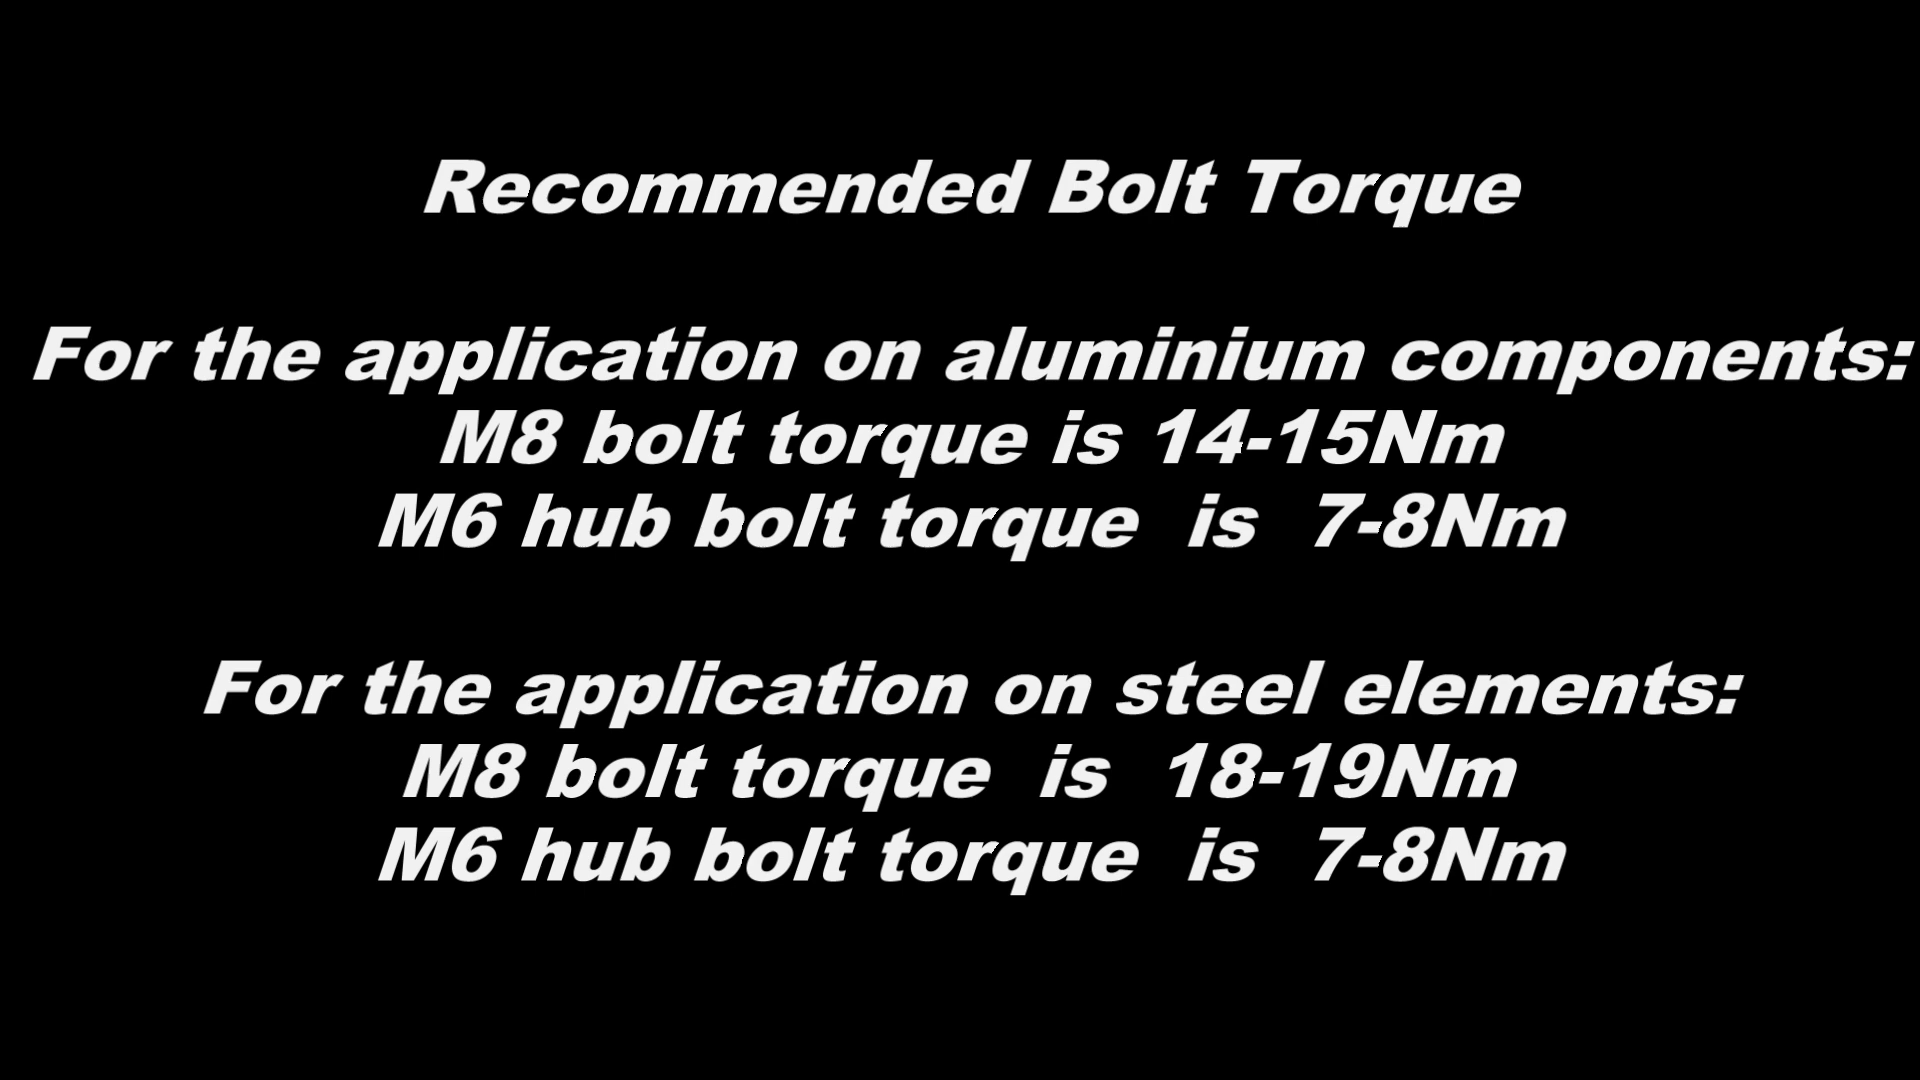 Recommended Bolt Torque
For the application on aluminium components:
M8 bolt torque is 14-15Nm
M6 hub bolt torque  is  7-8Nm
For the application on steel elements:
M8 bolt torque  is  18-19Nm
M6 hub bolt torque  is  7-8Nm